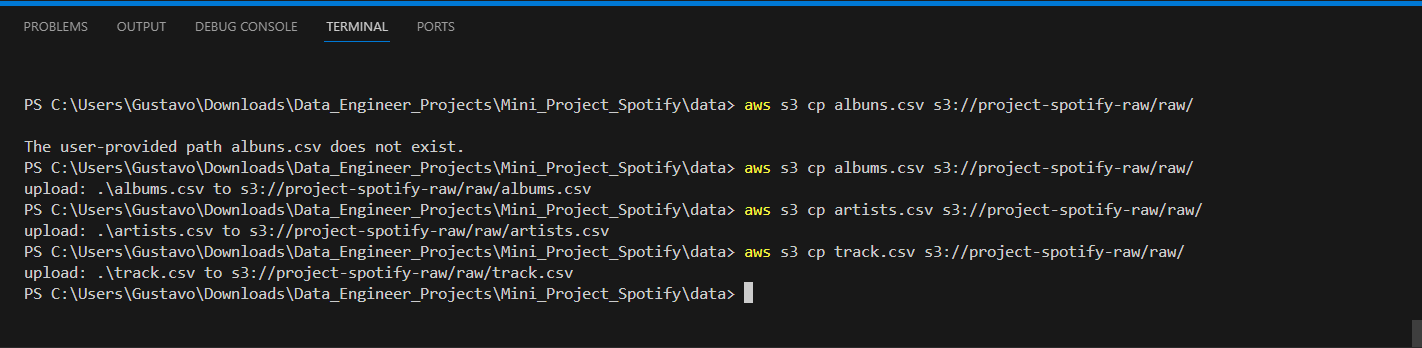 PROBLEMS OUTPUT DEBUG CONSOLE TERMINAL PORTS
PS C:\Users\Gustavo\Downloads\Data_Engineer_Projects\Mini_Project_Spotify\data> aws s3 cp albuns.csv s3://project-spotify-raw/raw/
The user-provided path albuns.csv does not exist.
PS C:\Users\Gustavo\Downloads\Data_Engineer_Projects\Mini_Project_Spotify\data> aws s3 cp albums.csv s3://project-spotify-raw/raw/
upload: .\albums.csv to s3://project-spotify-raw/raw/albums.csv
PS C:\Users\Gustavo\Downloads\Data_Engineer_Projects\Mini_Project_Spotify\data> aws s3 cp artists.csv s3://project-spotify-raw/raw/
upload: .\artists.csv to s3://project-spotify-raw/raw/artists.csv
PS C:\Users\Gustavo\Downloads\Data_Engineer_Projects\Mini_Project_Spotify\data> aws s3 cp track.csv s3://project-spotify-raw/raw/
upload: .\track.csv to s3://project-spotify-raw/raw/track.csv
PS C:\Users\Gustavo\Downloads\Data_Engineer_Projects\Mini_Project_Spotify\data>